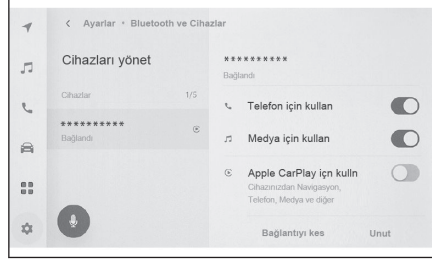 Ayarlar • Bluetooth ve Cihazlar
Cihazları yönet
Cihazlar 1/5
**********
Bağlandı
**********
Bağlandı
Telefon için kullan
Medya için kullan
Apple CarPlay içn kulln
Cihazınızdan Navigasyon,
Telefon, Medya ve diğer
Bağlantıyı kes Unut